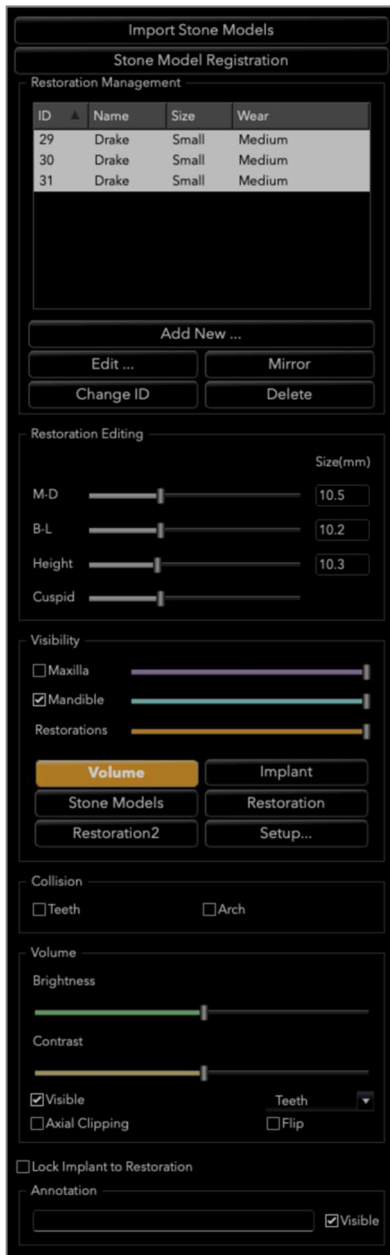 Import Stone Models
Stone Model Registration
Restoration Management
ID Name Size Wear
29 Drake Small Medium
30 Drake Small Medium
31 Drake Small Medium
Add New ...
Edit ... Mirror
Change ID Delete
Restoration Editing
Size(mm)
M-D 10.5
B-L 10.2
Height 10.3
Cuspid
Visibility
Maxilla
Mandible
Restorations
Volume Implant
Stone Models Restoration
Restoration2 Setup...
Collision
Teeth Arch
Volume
Brightness
Contrast
Visible Teeth
Axial Clipping Flip
Lock Implant to Restoration
Annotation
Visible